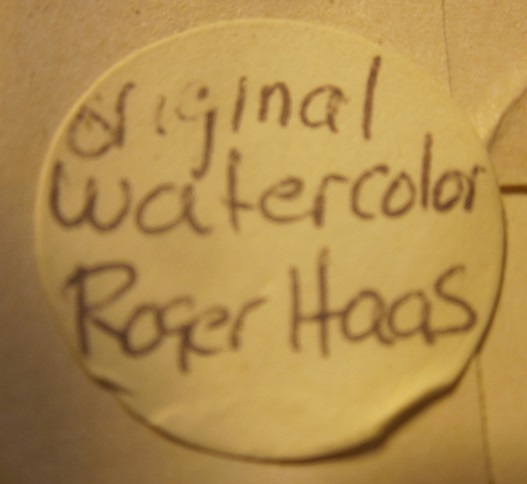 original
watercolor
Roger Haas